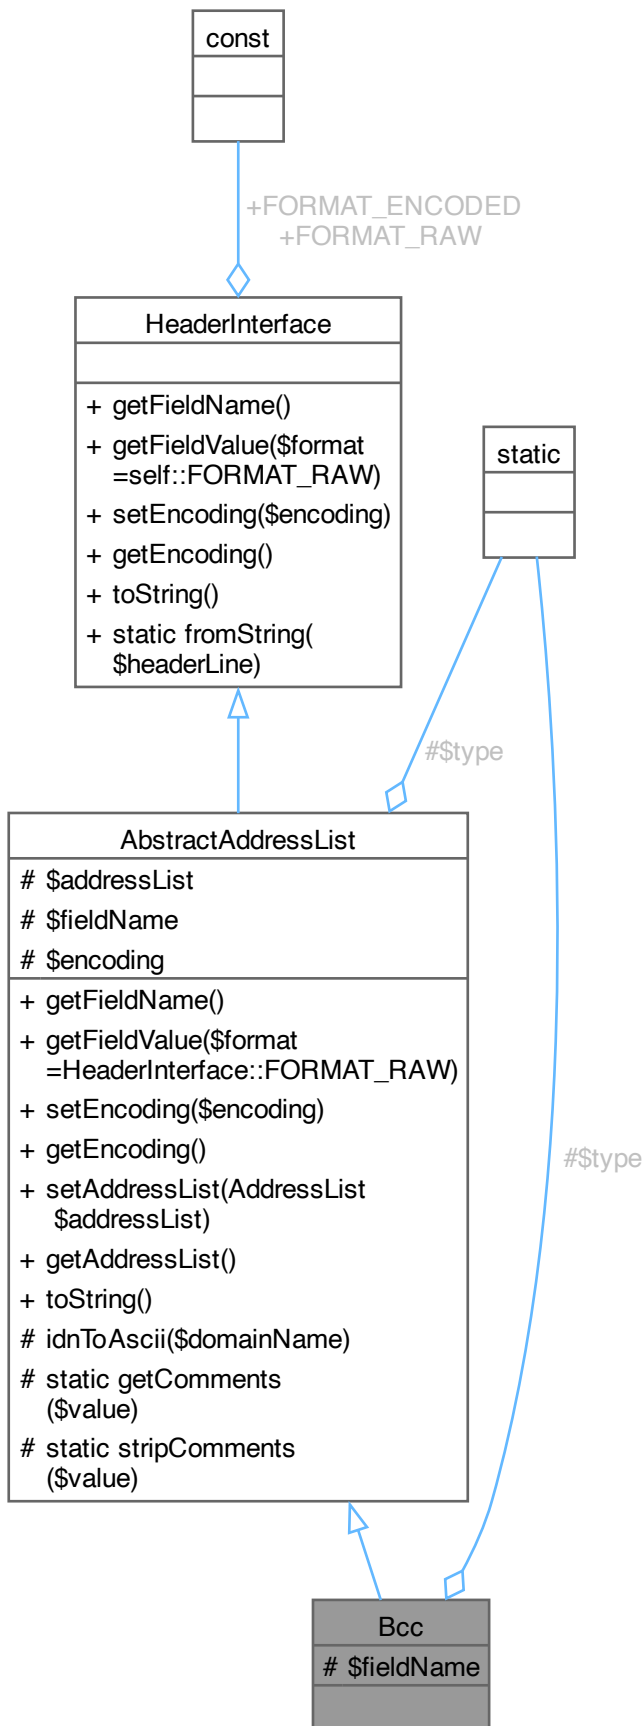 const
+FORMAT_ENCODED
+FORMAT_RAW
HeaderInterface
+ getFieldName()
+ getFieldValue($format
=self::FORMAT_RAW)
+ setEncoding($encoding)
+ getEncoding()
+ toString()
+ static fromString(
$headerLine)
static
#$type
AbstractAddressList
# $addressList
# $fieldName
# $encoding
+ getFieldName()
+ getFieldValue($format
=HeaderInterface::FORMAT_RAW)
+ setEncoding($encoding)
+ getEncoding()
+ setAddressList(AddressList
$addressList)
+ getAddressList()
+ toString()
# idnToAscii($domainName)
# static getComments
($value)
# static stripComments
($value)
#$type
Bcc
# $fieldName